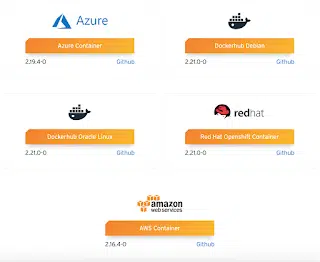 Azure
Azure Container
2.19.4-0 Github
Dockerhub Debian
2.21.0-0 Github
Dockerhub Oracle Linux
2.21.0-0 Github
redhat
Red Hat Openshift Container
2.21.0-0 Github
amazon
webservices
AWS Container
2.16.4-0 Github